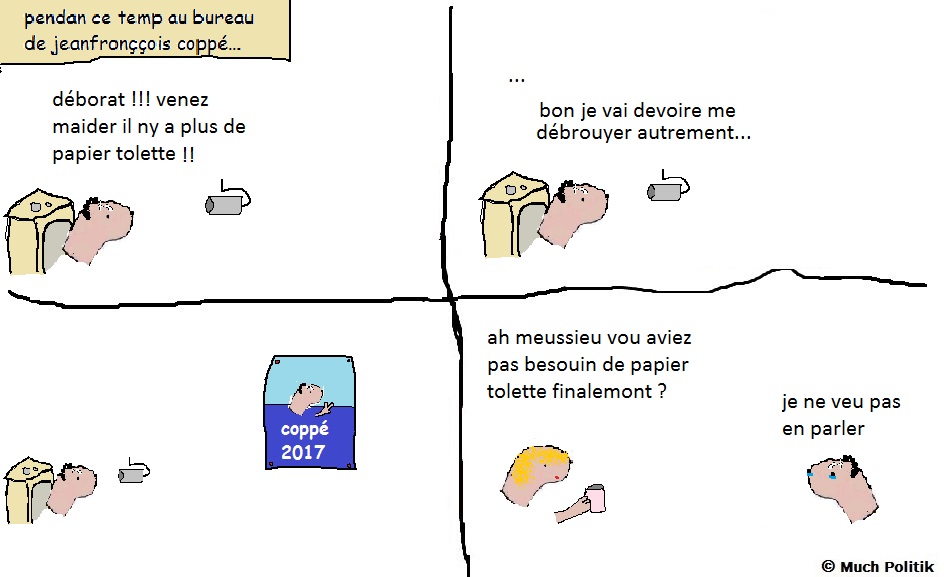 pendan ce temp au bureau
de jeanfronççois coppé...
déborat !!! venez
maider il ny a plus de
papier tolette !!
...
bon je vai devoire me
débrouyer autrement...
coppé
2017
ah meussieu vou aviez
pas besouin de papier
tolette finalemont ?
je ne veu pas
en parler
© Much Politik